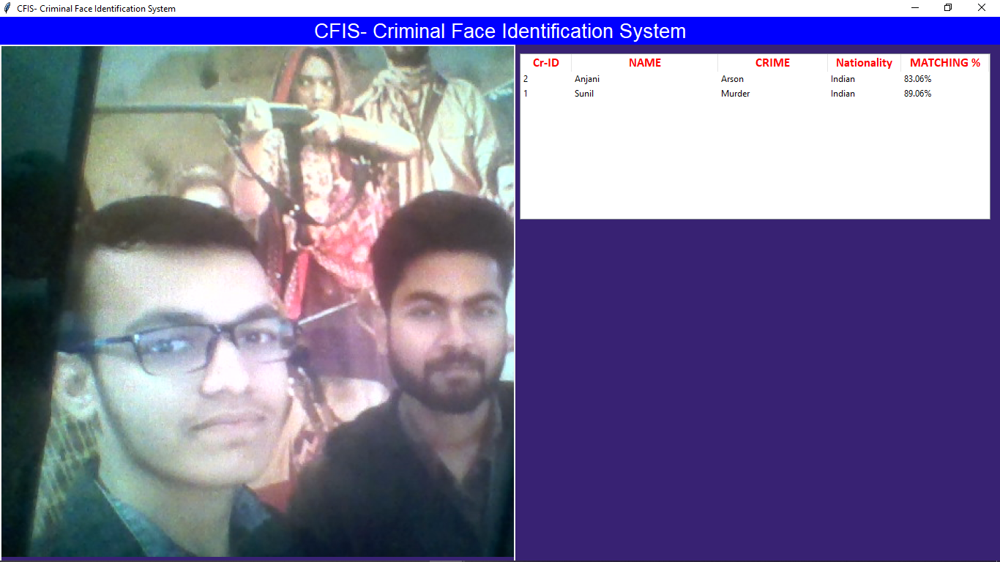 CFIS- Criminal Face Identification System
CFIS- Criminal Face Identification System
Cr-ID NAME CRIME Nationality MATCHING %
2 Anjani Arson Indian 83.06%
1 Sunil Murder Indian 89.06%